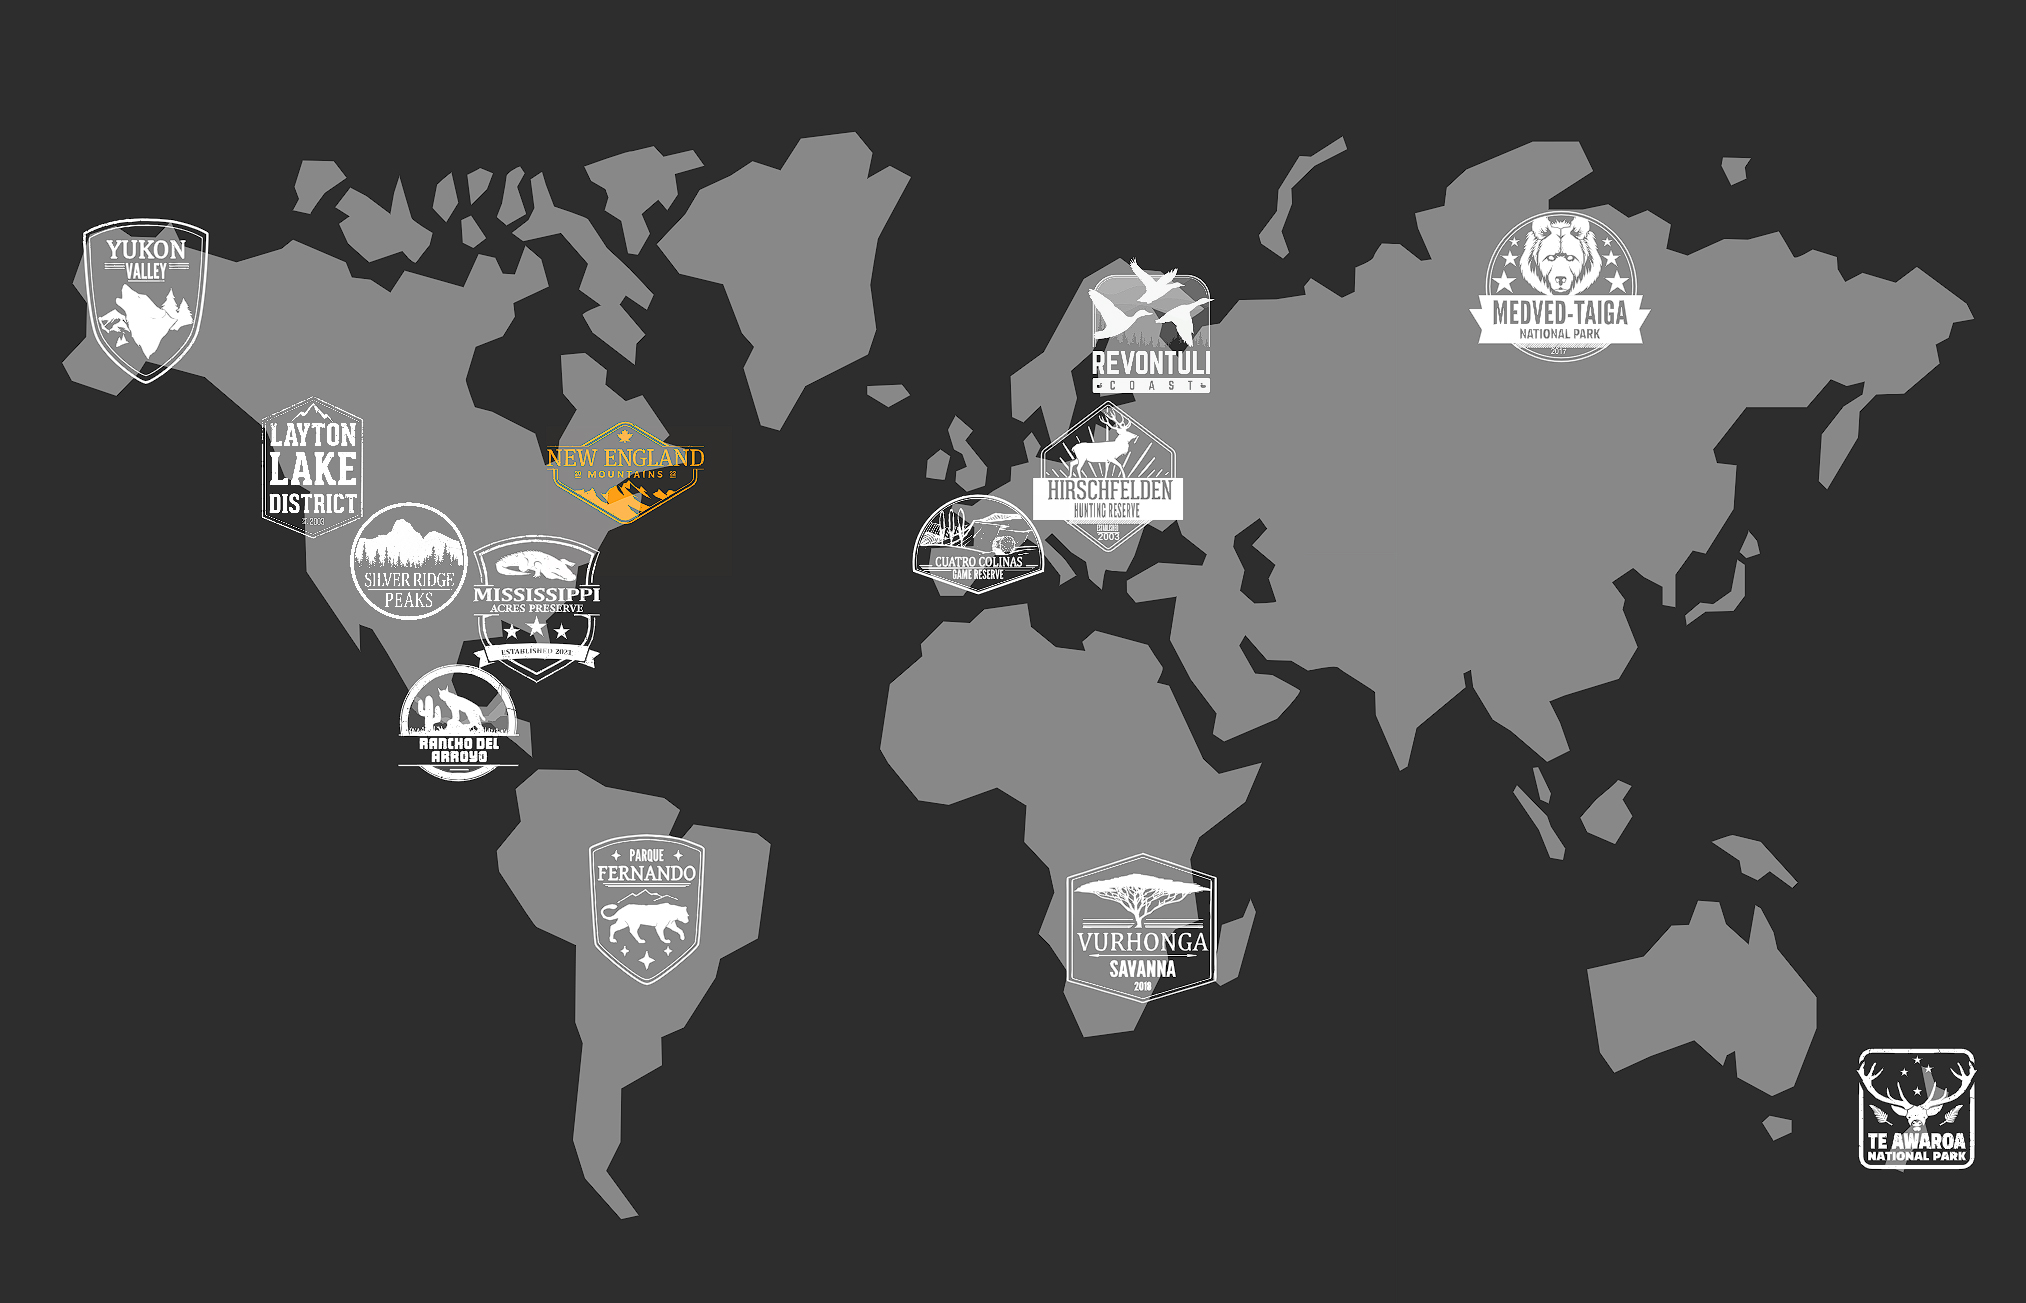 YUKON
VALLEY
LAYTON
LAKE
DISTRICT
2003
SILVER RIDGE
PEAKS
NEW ENGLAND
MOUNTAINS
MISSISSIPPI
ACRES PRESERVE
ESTABLISHED 2021
RANCHO DEL
ARROYO
PARQUE
FERNANDO
REVONTULI
COAST
HIRSCHFELDEN
HUNTING RESERVE
ESTABLISHED
2003
CUATRO COLINAS
GAME RESERVE
MEDVED-TAIGA
NATIONAL PARK
2017
VURHONGA
SAVANNA
2018
TE AWAROA
NATIONAL PARK